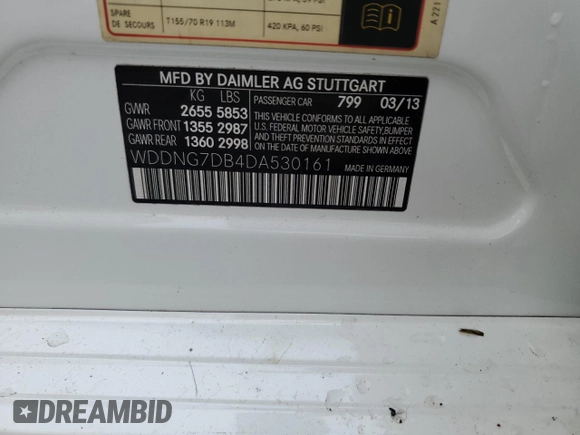 SPARE
DE SECOURS T155/70 R19 113M 420 KPA, 60 PSI
A 221
MFD BY DAIMLER AG STUTTGART
KG LBS PASSENGER CAR 799 03/13
GVWR 2655 5853
GAWR FRONT 1355 2987
GAWR REAR 1360 2998
THIS VEHICLE CONFORMS TO ALL APPLICABLE
U.S. FEDERAL MOTOR VEHICLE SAFETY,BUMPER
AND THEFT PREVENTION STANDARDS IN EFFECT
ON THE DATE OF MANUFACTURE SHOWN ABOVE.
WDDNG7DB4DA530161 MADE IN GERMANY
DREAMBID